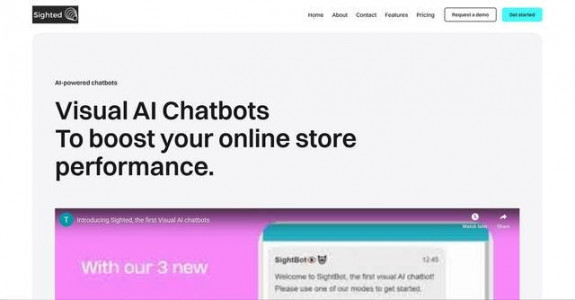 Sighted
Home About Contact Features Pricing Request a demo Get started
AI-powered chatbots
Visual AI Chatbots
To boost your online store
performance.
T Introducing Sighted, the first Visual AI chatbots
Watch later Share
SightBot 12:45
With our 3 new
Welcome to SightBot, the first visual AI chatbot!
Please use one of our modes to get started.